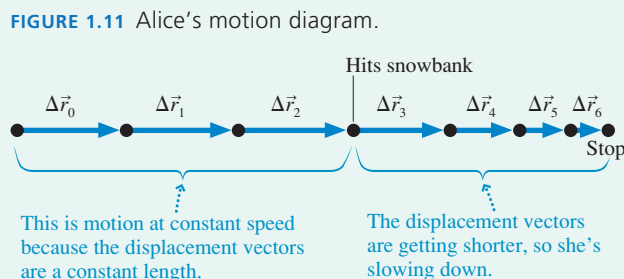 FIGURE 1.11 Alice's motion diagram.
Hits snowbank
Δr⃗₀ Δr⃗₁ Δr⃗₂ Δr⃗₃ Δr⃗₄ Δr⃗₅ Δr⃗₆
Stop
This is motion at constant speed
because the displacement vectors
are a constant length.
The displacement vectors
are getting shorter, so she's
slowing down.